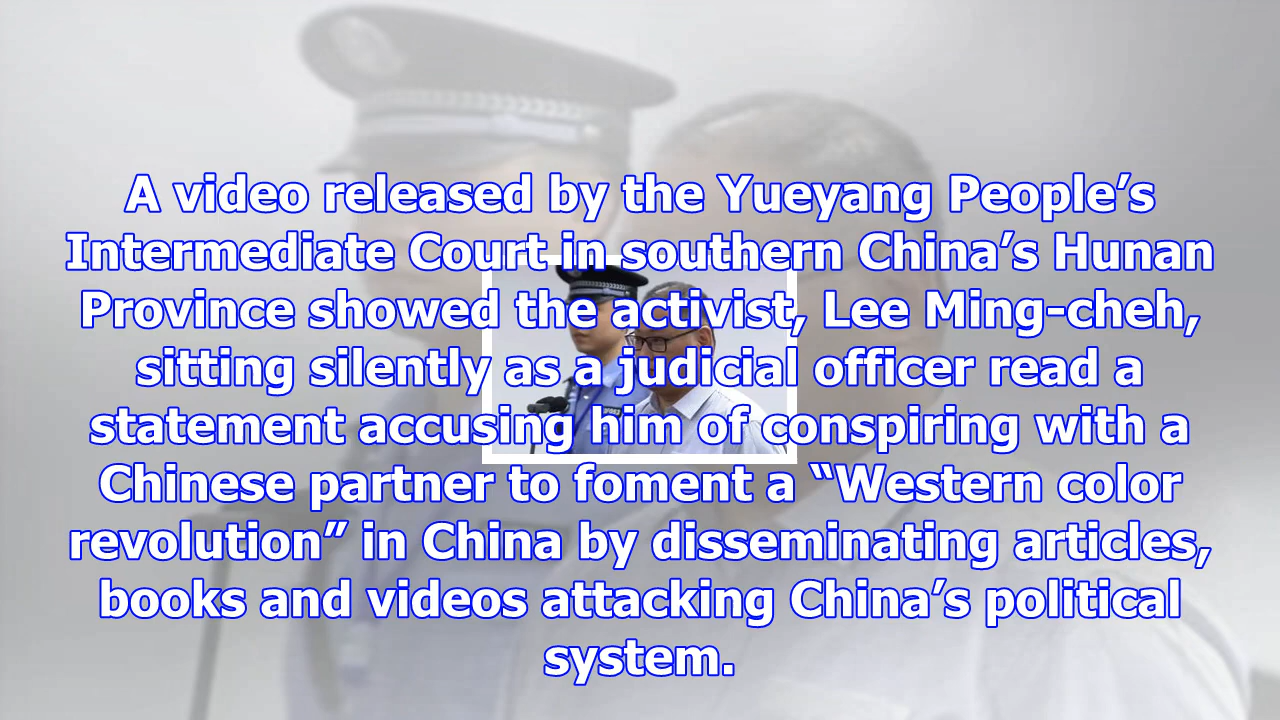 A video released by the Yueyang People’s
Intermediate Court in southern China’s Hunan
Province showed the activist, Lee Ming-cheh,
sitting silently as a judicial officer read a
statement accusing him of conspiring with a
Chinese partner to foment a “Western color
revolution” in China by disseminating articles,
books and videos attacking China’s political
system.